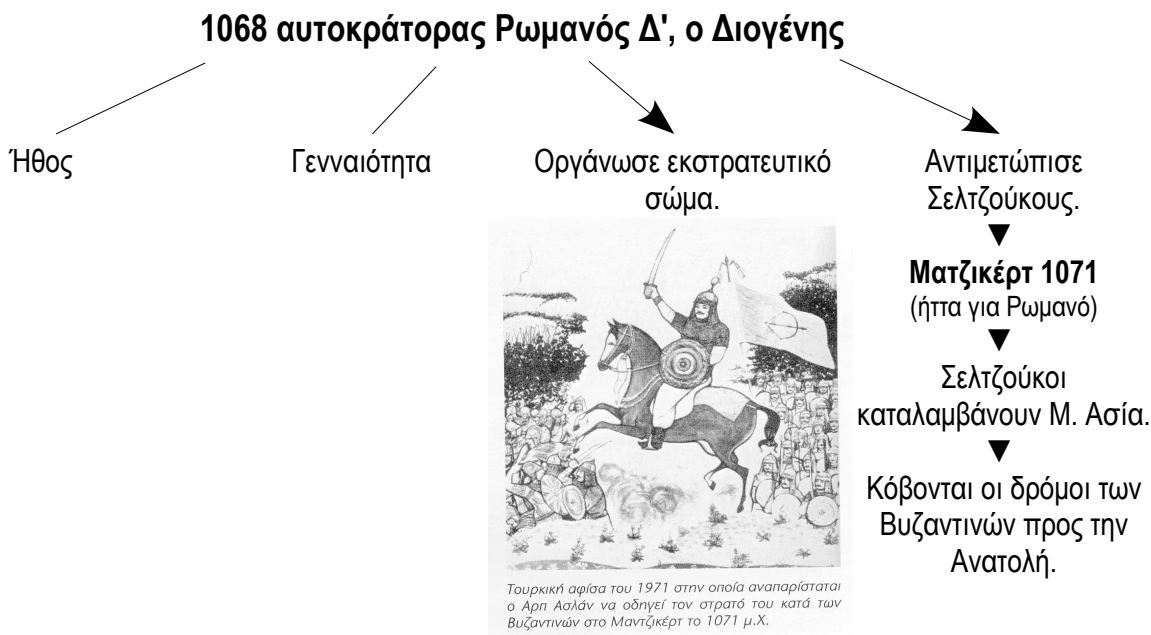 1068 αυτοκράτορας Ρωμανός Δ', ο Διογένης
Ήθος
Γενναιότητα
Οργάνωσε εκστρατευτικό
σώμα.
Αντιμετώπισε
Σελτζούκους.
Ματζικέρτ 1071
(ήττα για Ρωμανό)
Σελτζούκοι
καταλαμβάνουν Μ. Ασία.
Κόβονται οι δρόμοι των
Βυζαντινών προς την
Ανατολή.
Τουρκική αφίσα του 1971 στην οποία αναπαρίσταται
ο Αρπ Ασλάν να οδηγεί τον στρατό του κατά των
Βυζαντινών στο Μαντζικέρτ το 1071 μ.Χ.